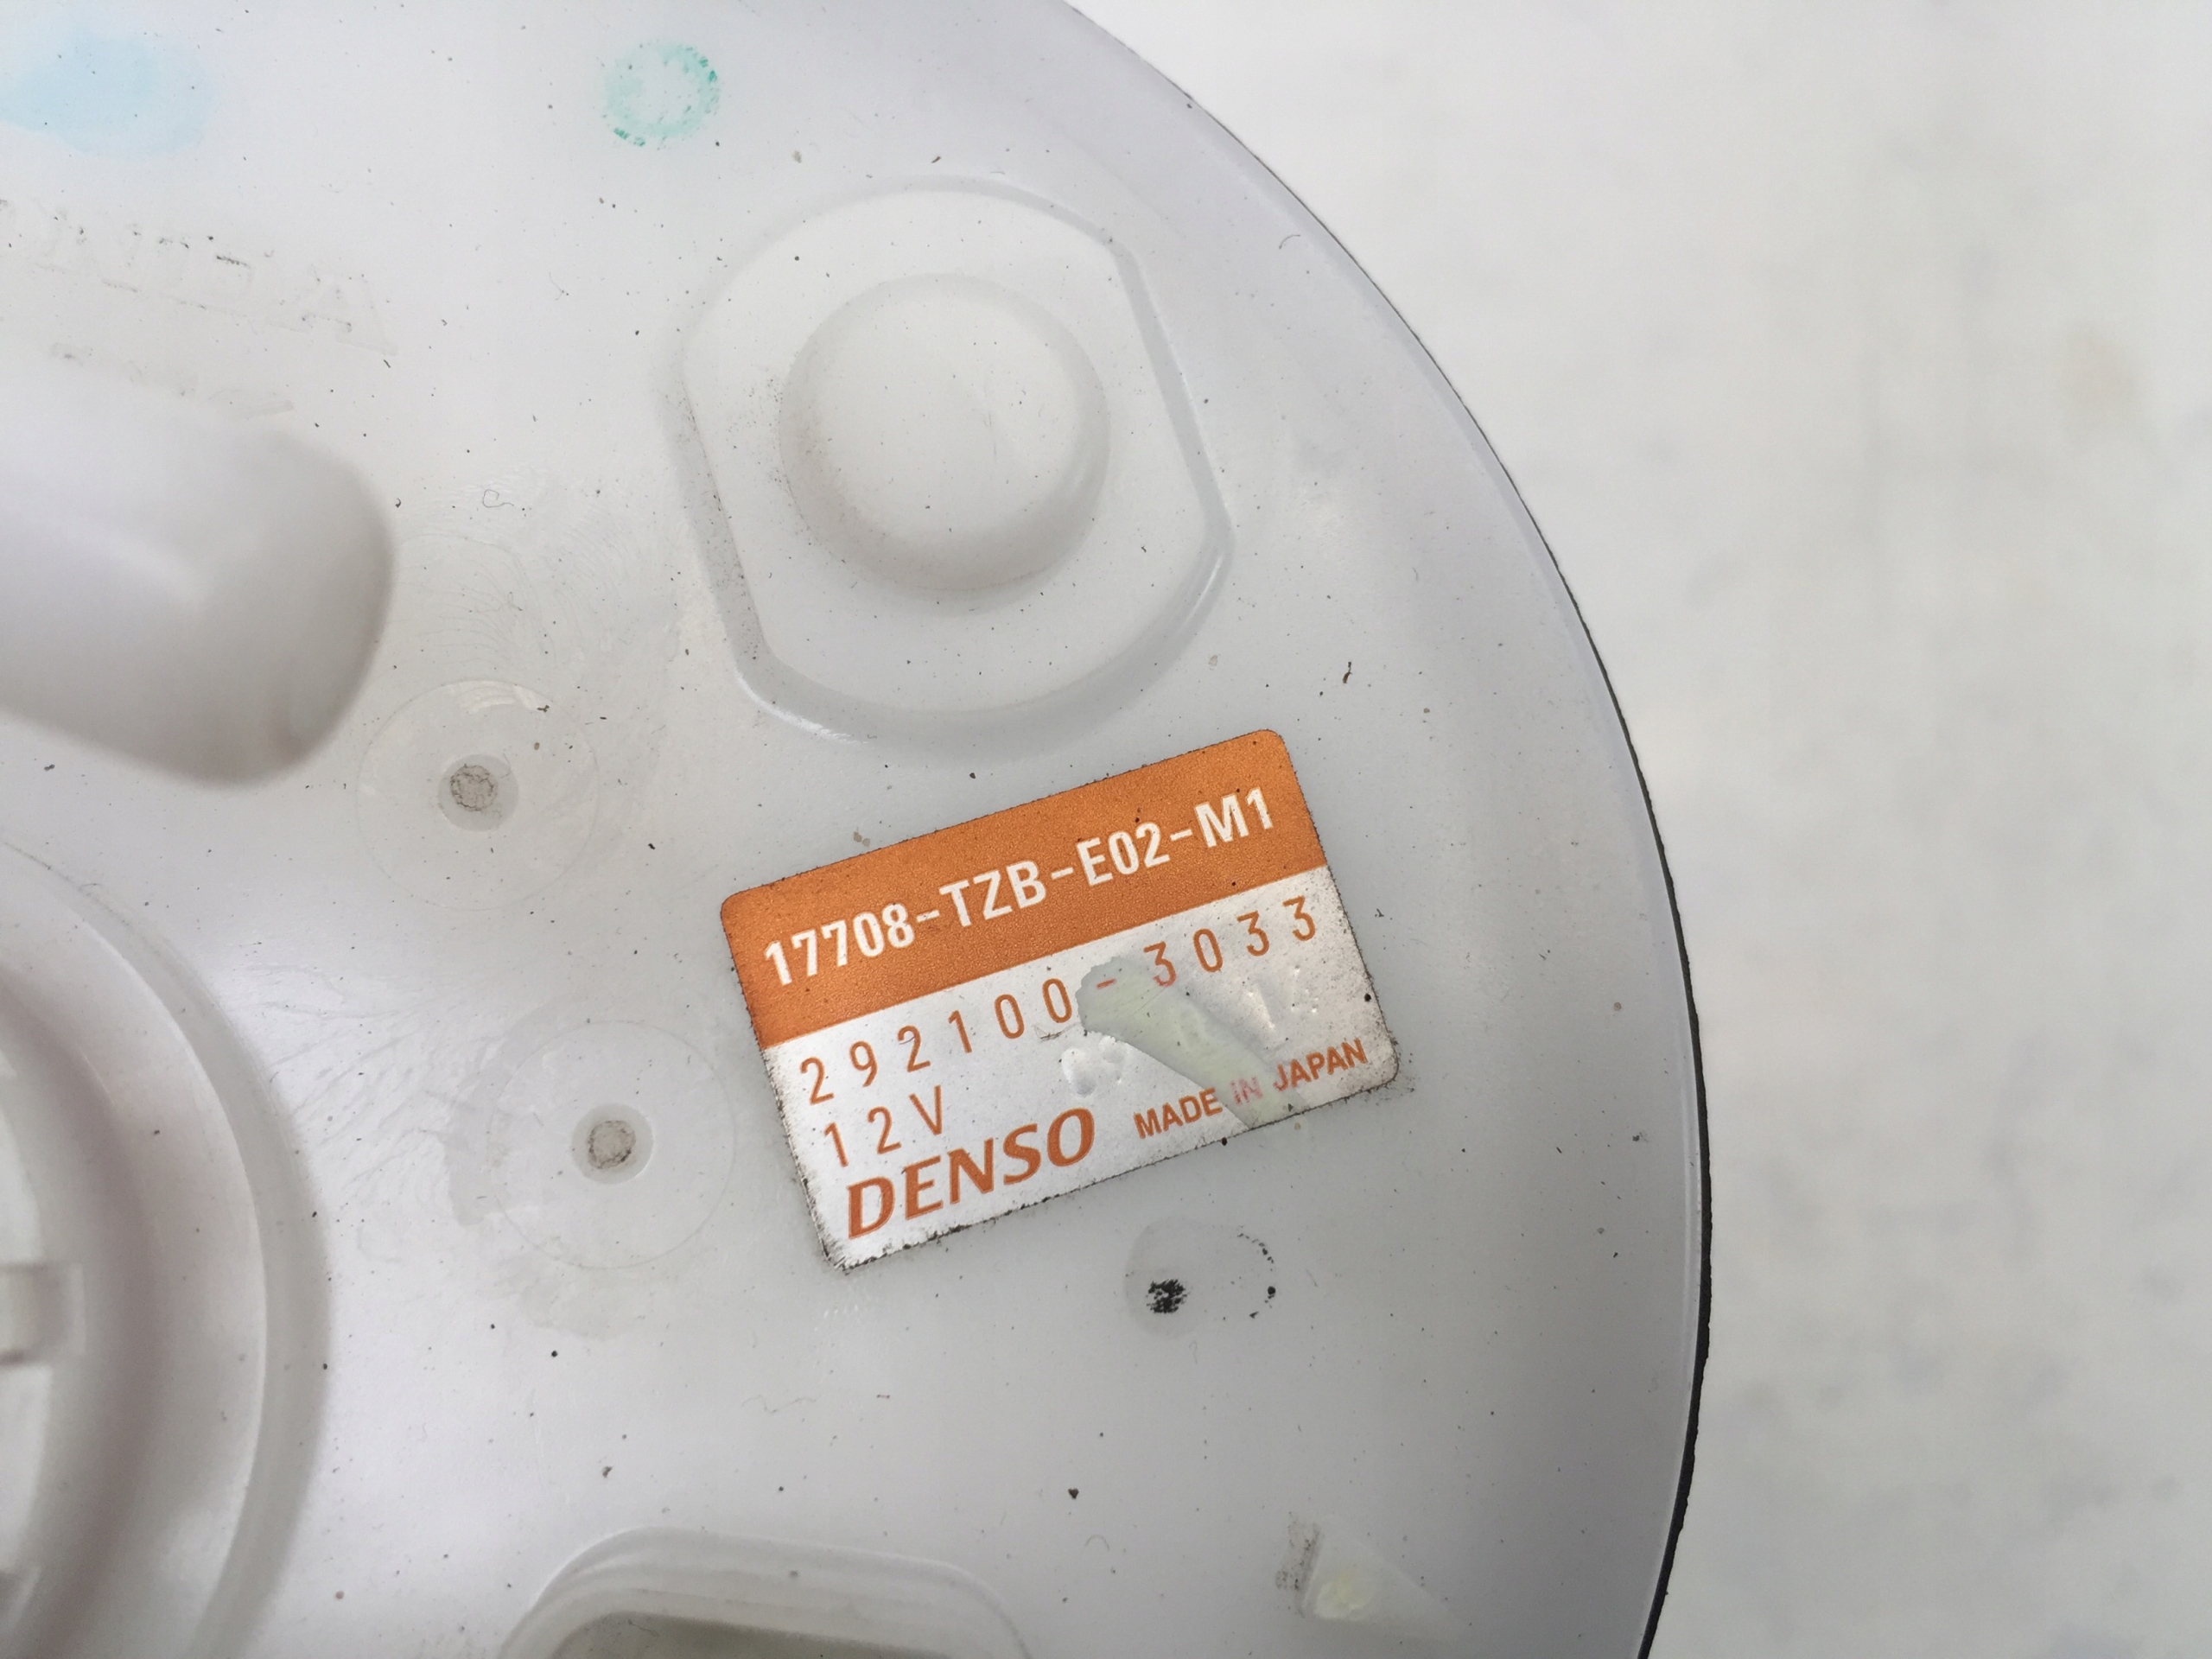 17708-TZB-E02-M1
292100-3033
12V
DENSO MADE IN JAPAN